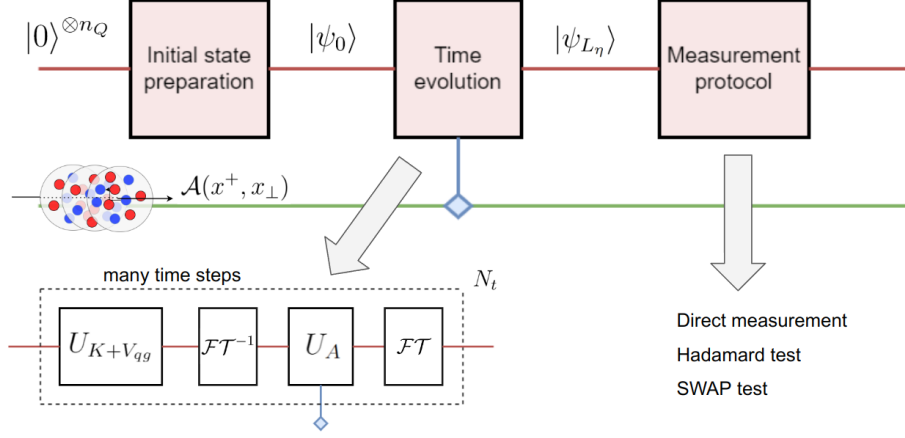 |0⟩^{⊗n_Q}
Initial state
preparation
|ψ_0⟩
Time
evolution
|ψ_{L_η}⟩
Measurement
protocol
𝒜(x^+, x_⊥)
many time steps
N_t
U_{K+V_{qg}}
ℱ𝒯^{-1}
U_A
ℱ𝒯
Direct measurement
Hadamard test
SWAP test